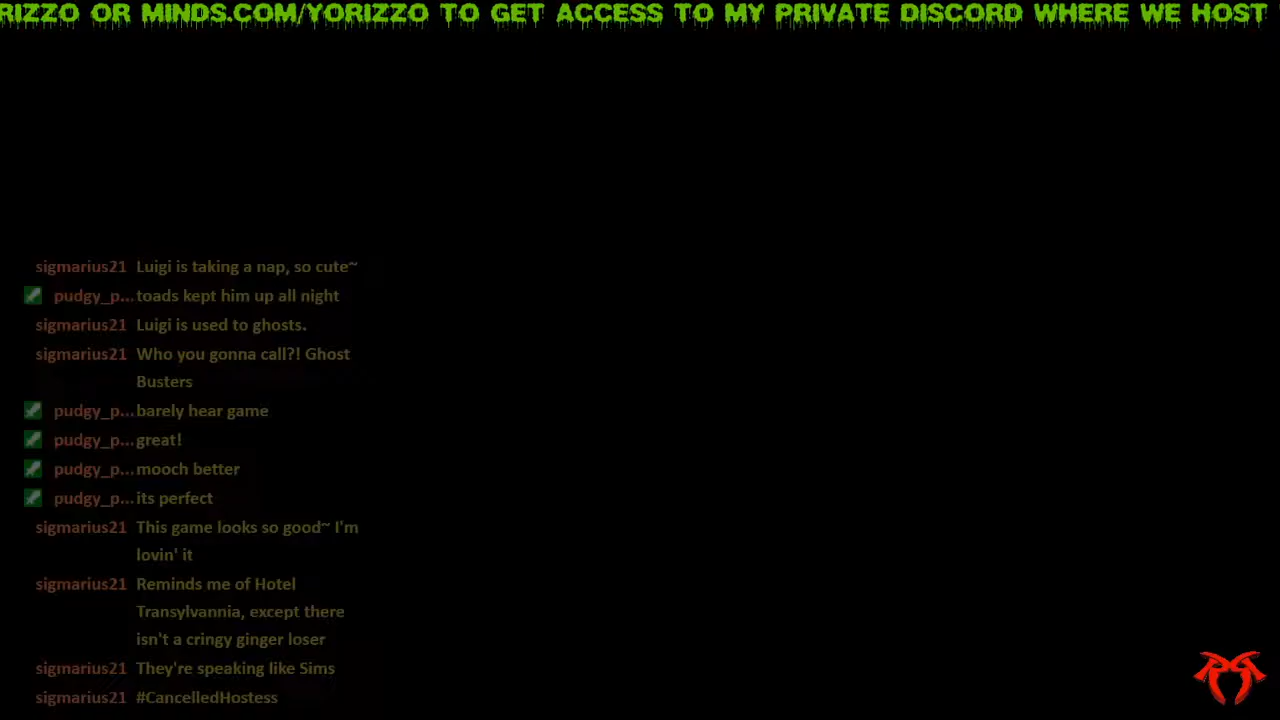 RIZZO OR MINDS.COM/YORIZZO TO GET ACCESS TO MY PRIVATE DISCORD WHERE WE HOST
sigmarius21 Luigi is taking a nap, so cute~
pudgy_p... toads kept him up all night
sigmarius21 Luigi is used to ghosts.
sigmarius21 Who you gonna call?! Ghost
Busters
pudgy_p... barely hear game
pudgy_p... great!
pudgy_p... mooch better
pudgy_p... its perfect
sigmarius21 This game looks so good~ I'm
lovin' it
sigmarius21 Reminds me of Hotel
Transylvannia, except there
isn't a cringy ginger loser
sigmarius21 They're speaking like Sims
sigmarius21 #CancelledHostess